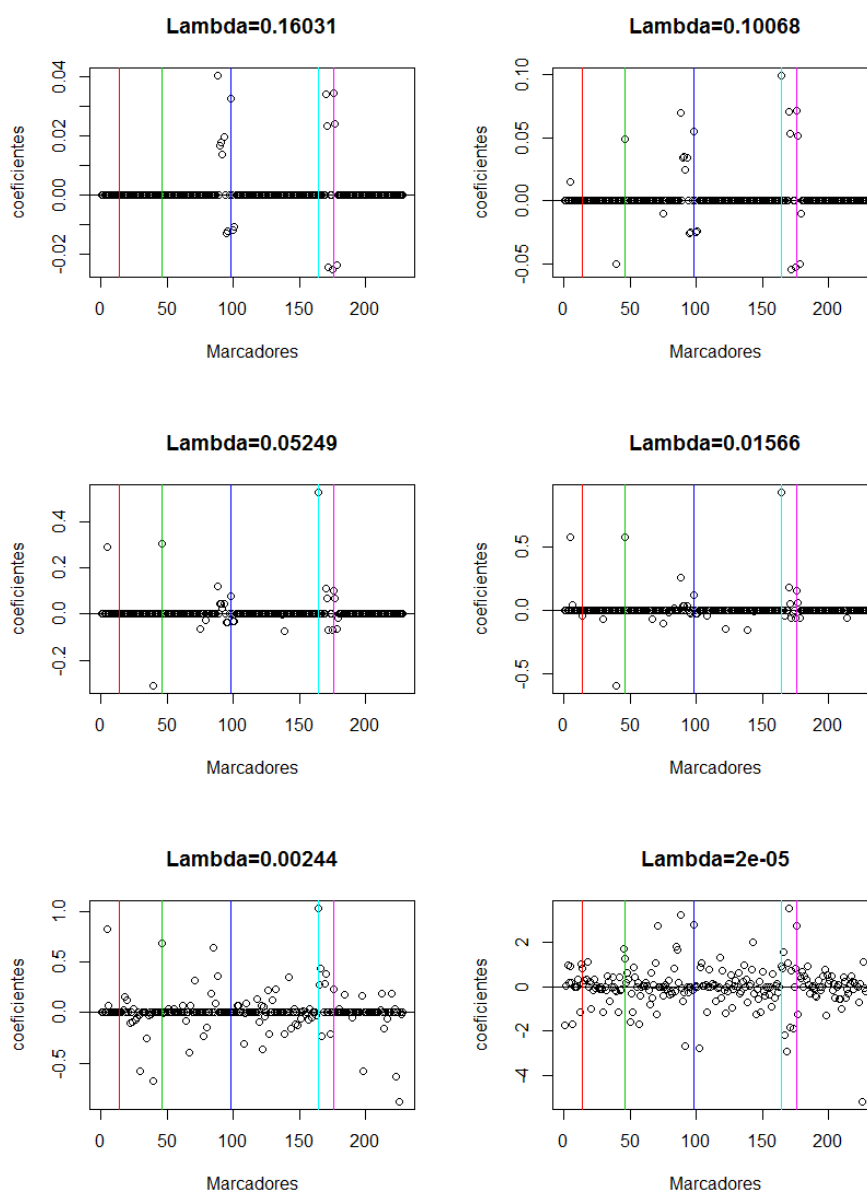 Lambda=0.16031
coeficientes
0.04
0.02
0.00
-0.02
0
50
100
150
200
Marcadores
Lambda=0.10068
coeficientes
0.10
0.05
0.00
-0.05
0
50
100
150
200
Marcadores
Lambda=0.05249
coeficientes
0.4
0.2
0.0
-0.2
0
50
100
150
200
Marcadores
Lambda=0.01566
coeficientes
0.5
0.0
-0.5
0
50
100
150
200
Marcadores
Lambda=0.00244
coeficientes
1.0
0.5
0.0
-0.5
0
50
100
150
200
Marcadores
Lambda=2e-05
coeficientes
2
0
-2
-4
0
50
100
150
200
Marcadores